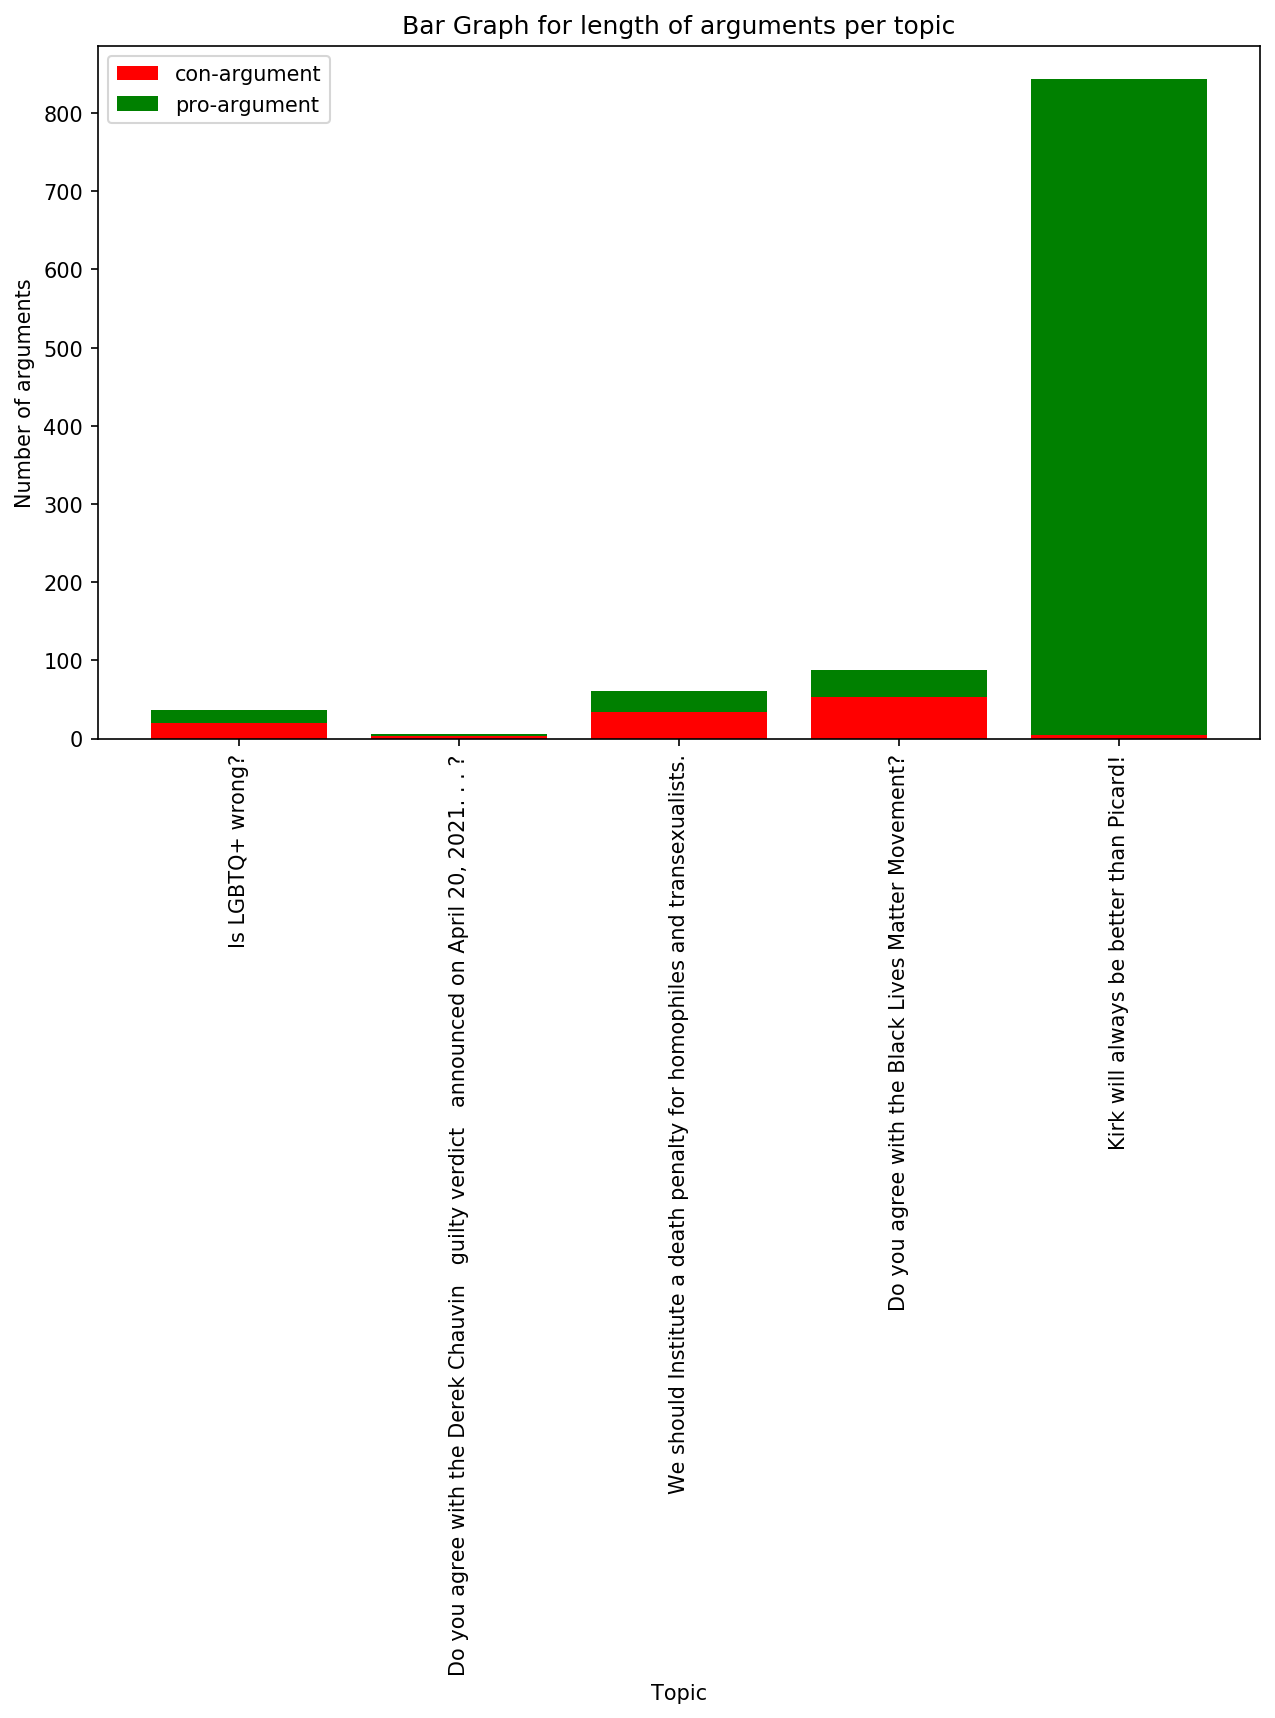 Bar Graph for length of arguments per topic
con-argument
pro-argument
Number of arguments
800
700
600
500
400
300
200
100
0
Is LGBTQ+ wrong?
Do you agree with the Derek Chauvin   guilty verdict   announced on April 20, 2021. . . ?
We should Institute a death penalty for homophiles and transexualists.
Do you agree with the Black Lives Matter Movement?
Kirk will always be better than Picard!
Topic